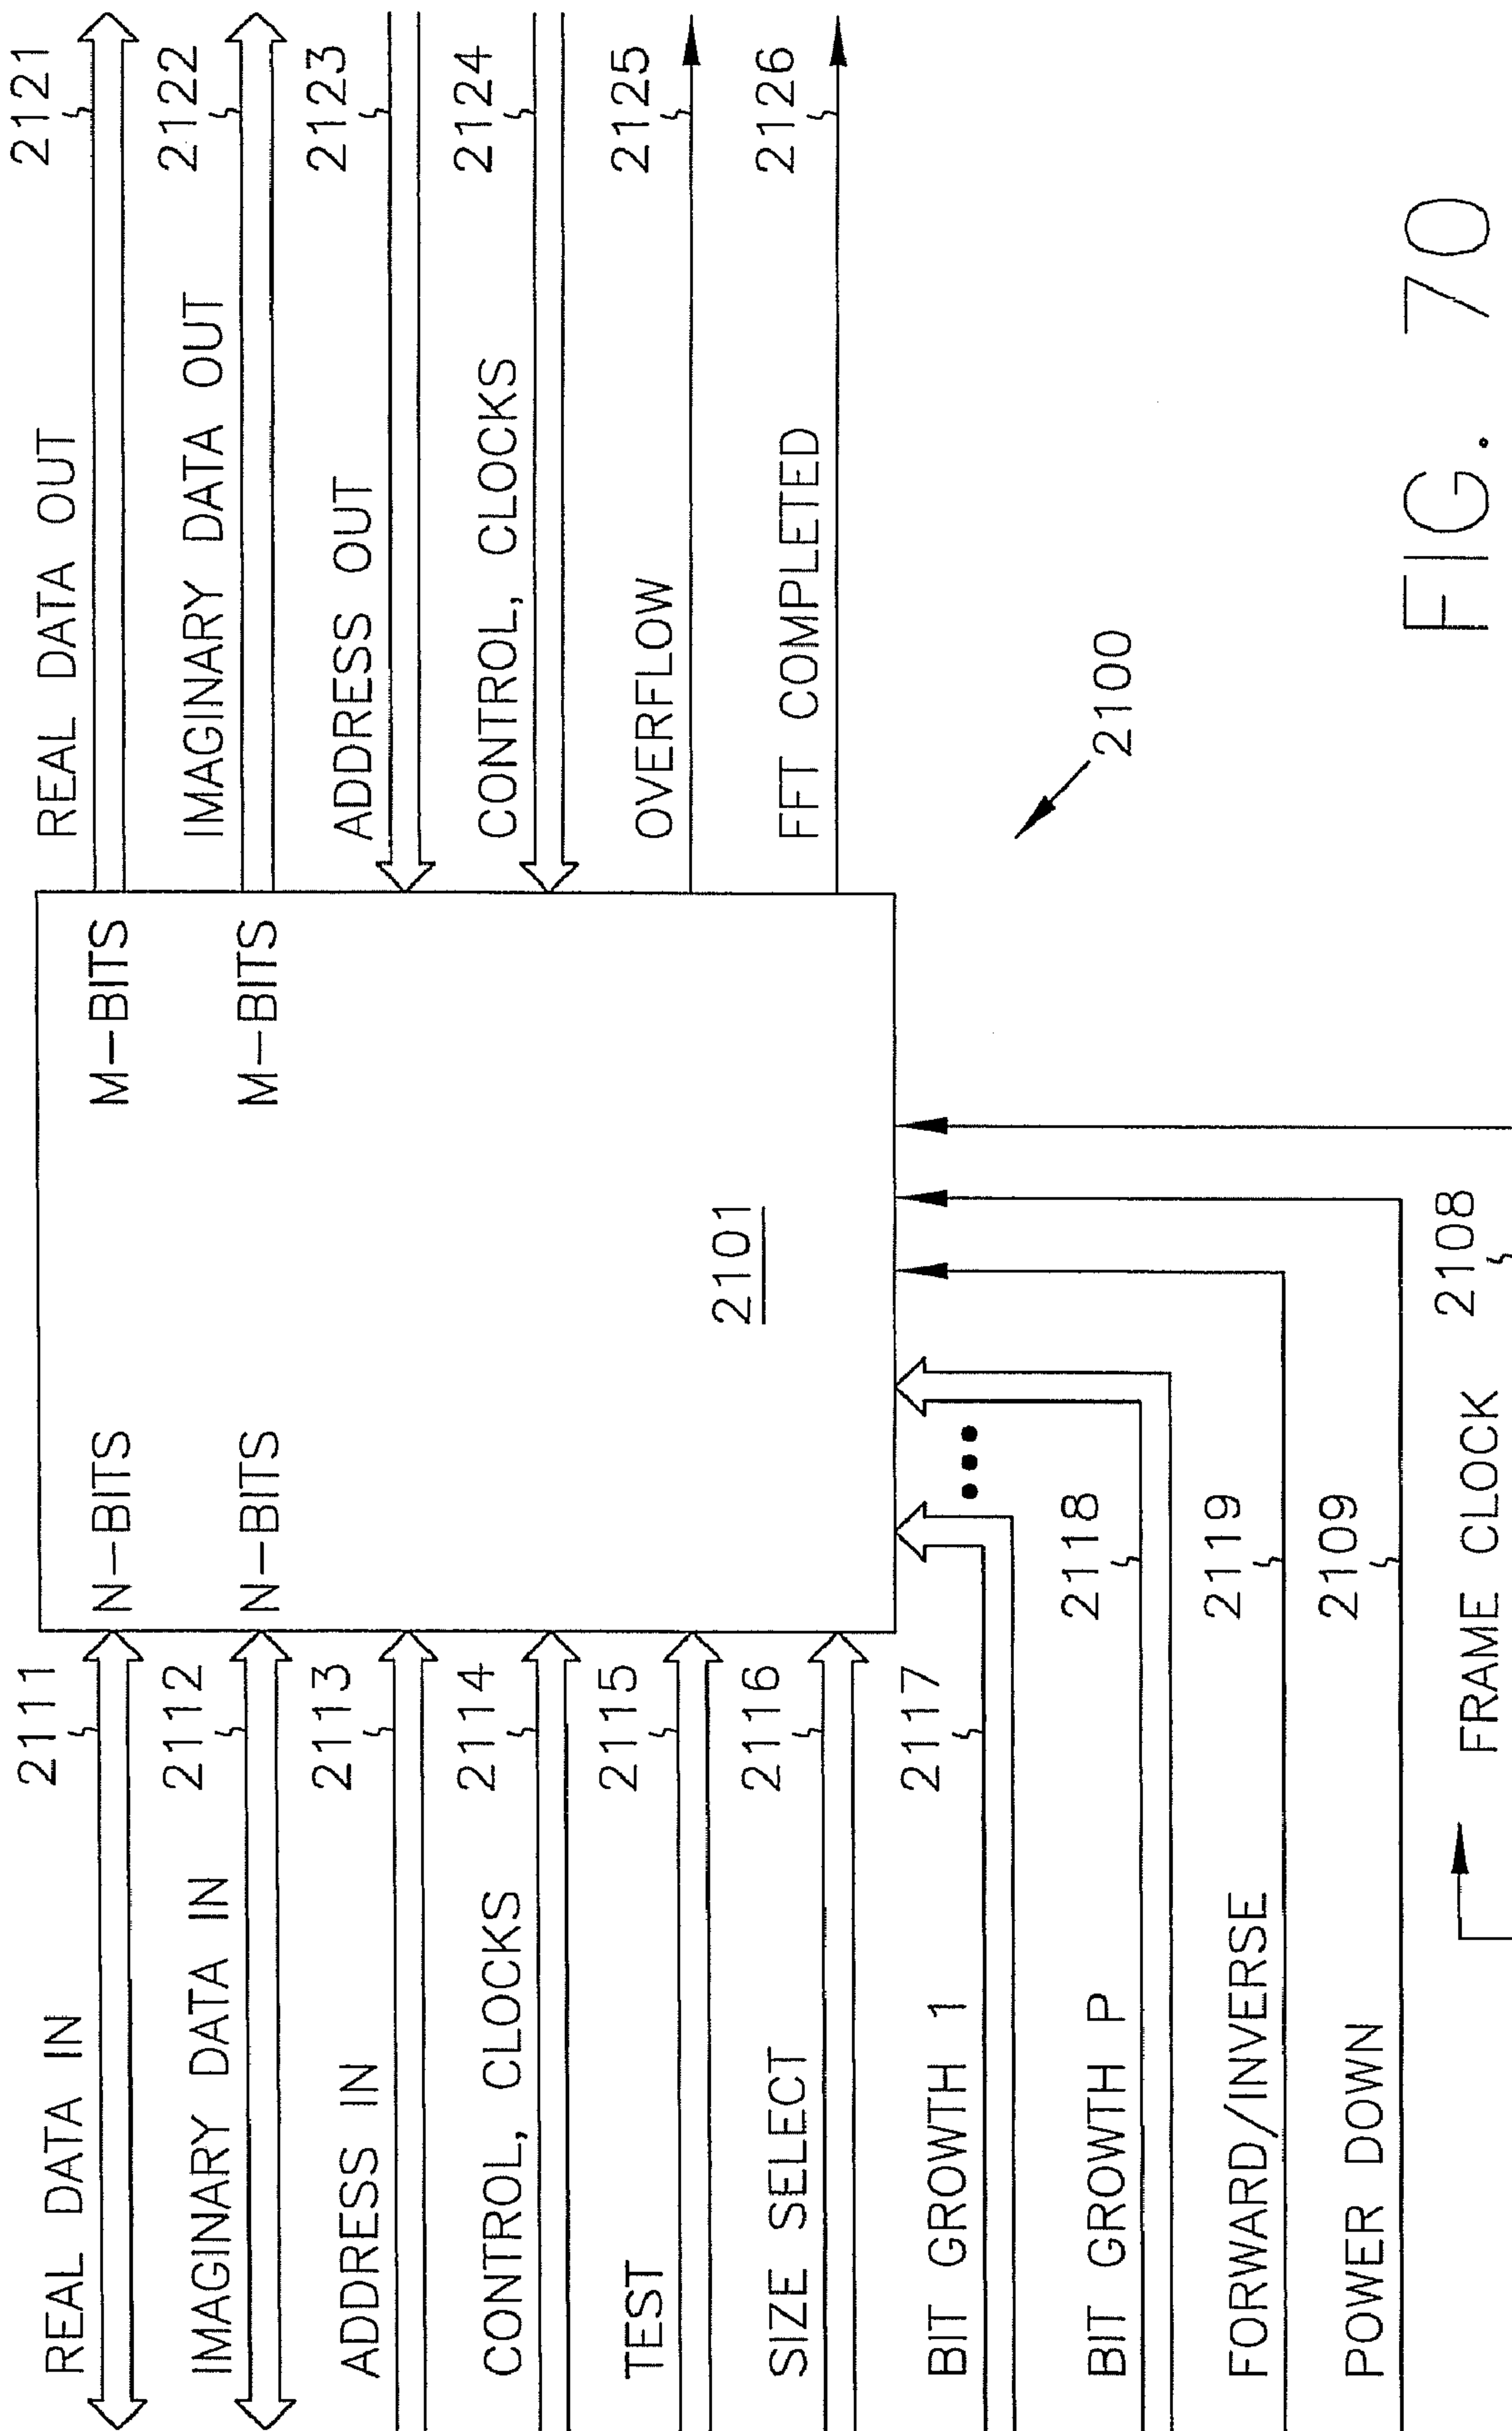 REAL DATA IN 2111 N-BITS
IMAGINARY DATA IN 2112 N-BITS
ADDRESS IN 2113
CONTROL, CLOCKS 2114
TEST 2115
SIZE SELECT 2116
BIT GROWTH 1 2117
BIT GROWTH P 2118
FORWARD/INVERSE 2119
POWER DOWN 2109
FRAME CLOCK 2108
2101
M-BITS REAL DATA OUT 2121
M-BITS IMAGINARY DATA OUT 2122
ADDRESS OUT 2123
CONTROL, CLOCKS 2124
OVERFLOW 2125
FFT COMPLETED 2126
2100
FIG. 70